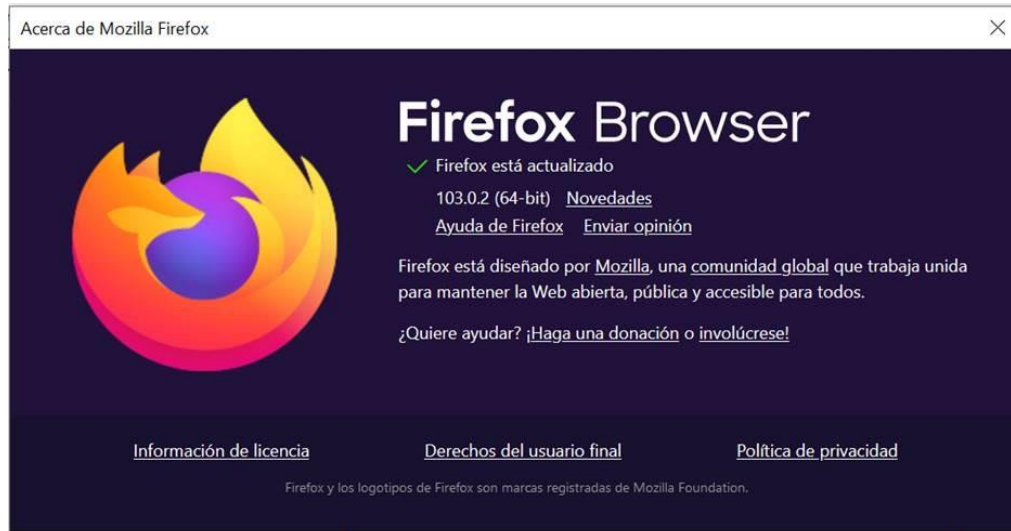 Acerca de Mozilla Firefox
Firefox Browser
Firefox está actualizado
103.0.2 (64-bit) Novedades
Ayuda de Firefox Enviar opinión
Firefox está diseñado por Mozilla, una comunidad global que trabaja unida
para mantener la Web abierta, pública y accesible para todos.
¿Quiere ayudar? ¡Haga una donación o involúcrese!
Información de licencia Derechos del usuario final Política de privacidad
Firefox y los logotipos de Firefox son marcas registradas de Mozilla Foundation.